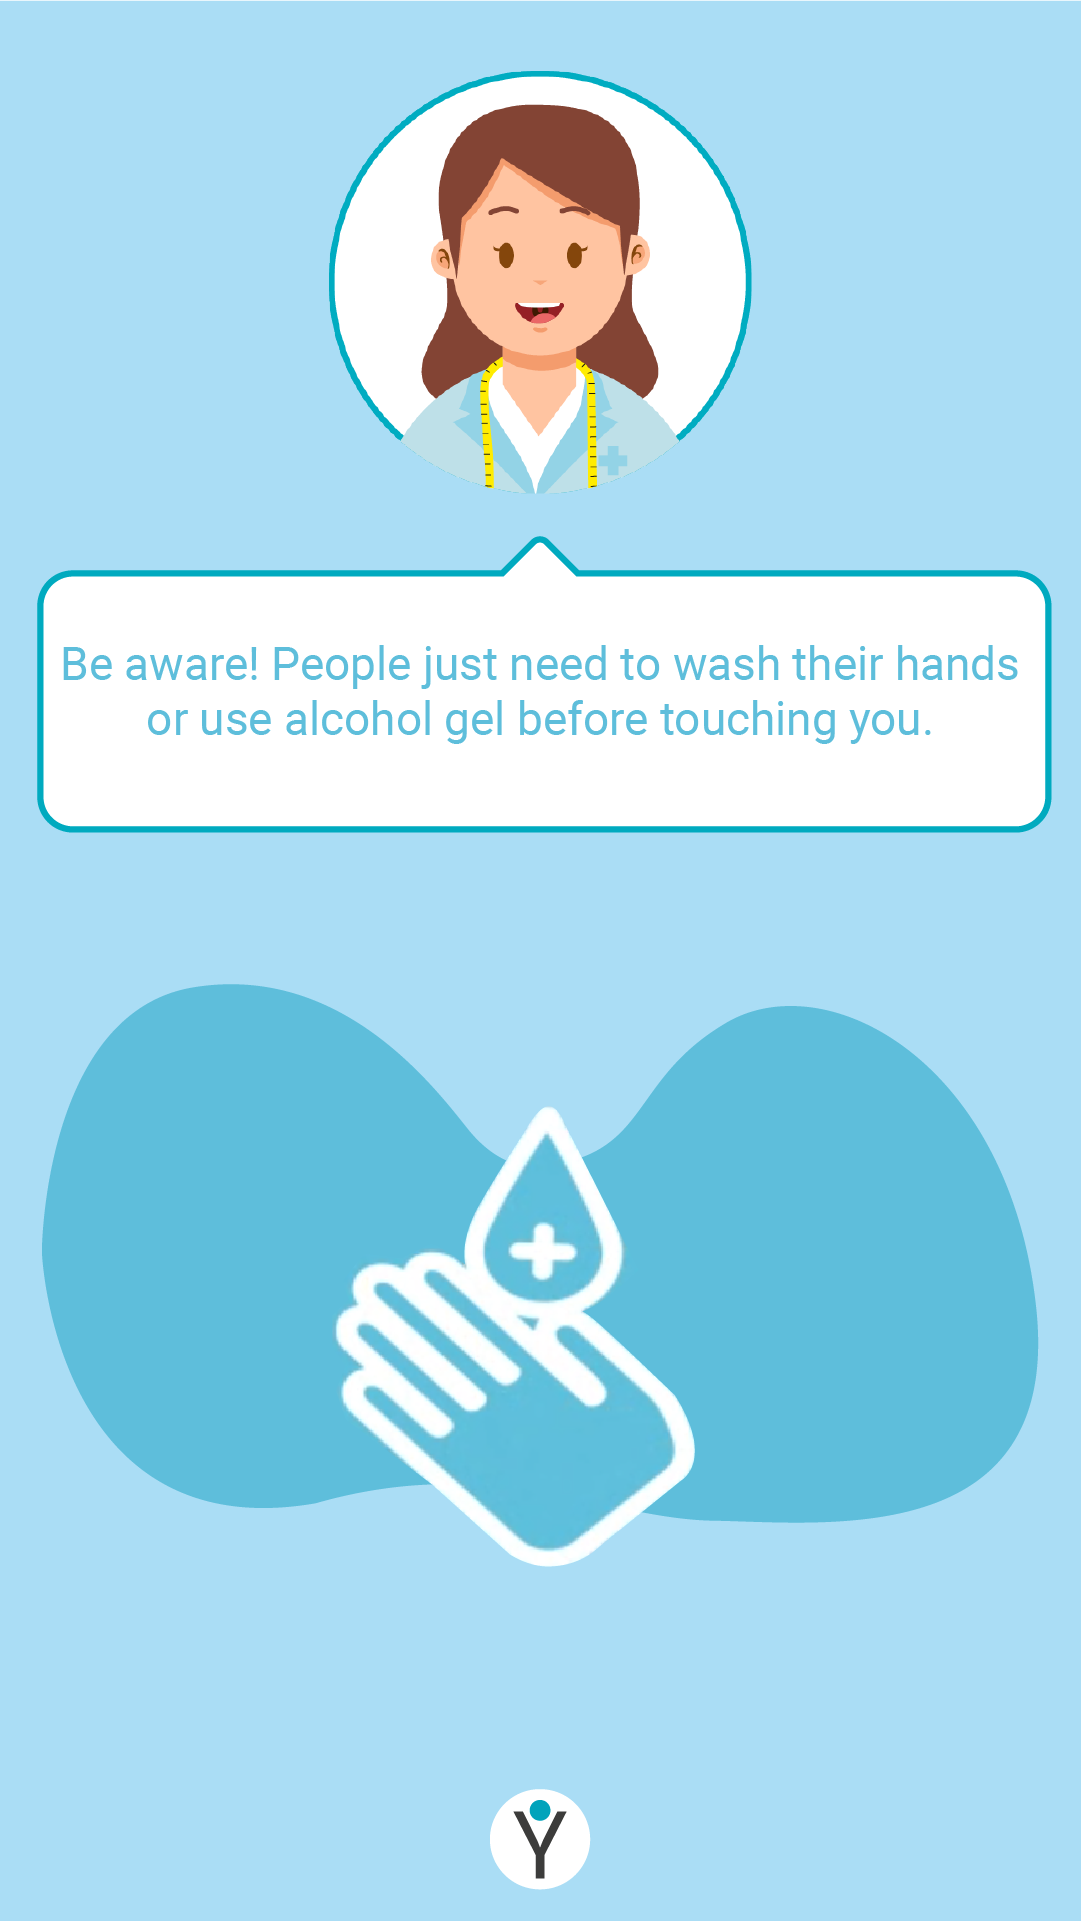 Be aware! People just need to wash their hands
or use alcohol gel before touching you.
Y